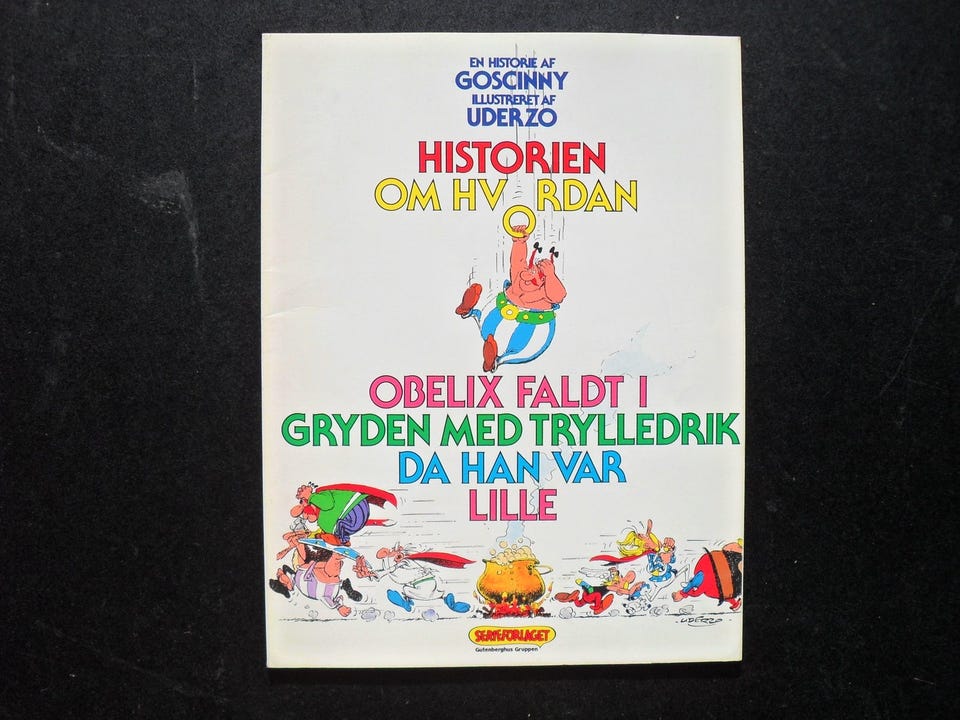 EN HISTORIE AF
GOSCINNY
ILLUSTRERET AF
UDERZO
HISTORIEN
OM HVORDAN
OBELIX FALDT I
GRYDEN MED TRYLLEDRIK
DA HAN VAR
LILLE
UDERZO
SERIEFORLAGET
Gutenberghus Gruppen